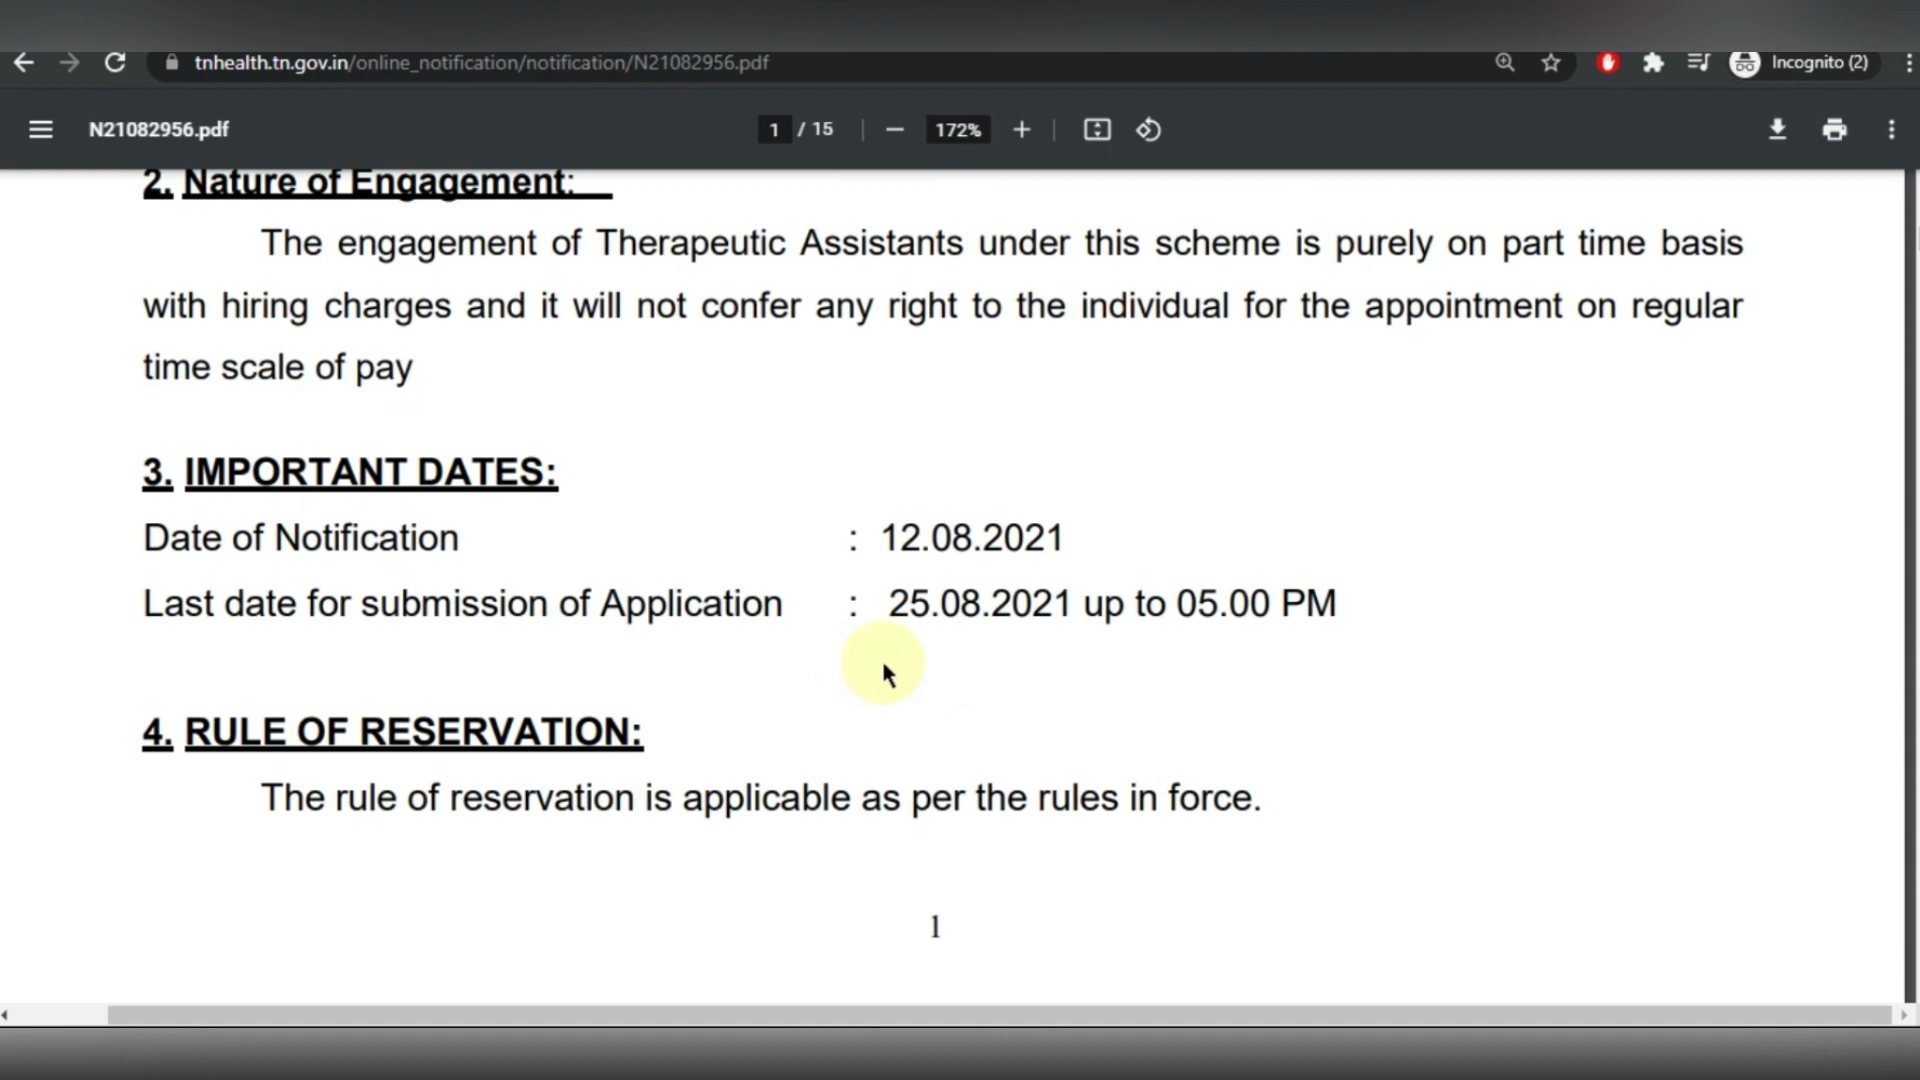 tnhealth.tn.gov.in/online_notification/notification/N21082956.pdf
Incognito (2)
N21082956.pdf
1 / 15
172%
2. Nature of Engagement:
The engagement of Therapeutic Assistants under this scheme is purely on part time basis
with hiring charges and it will not confer any right to the individual for the appointment on regular
time scale of pay
3. IMPORTANT DATES:
Date of Notification : 12.08.2021
Last date for submission of Application : 25.08.2021 up to 05.00 PM
4. RULE OF RESERVATION:
The rule of reservation is applicable as per the rules in force.
1